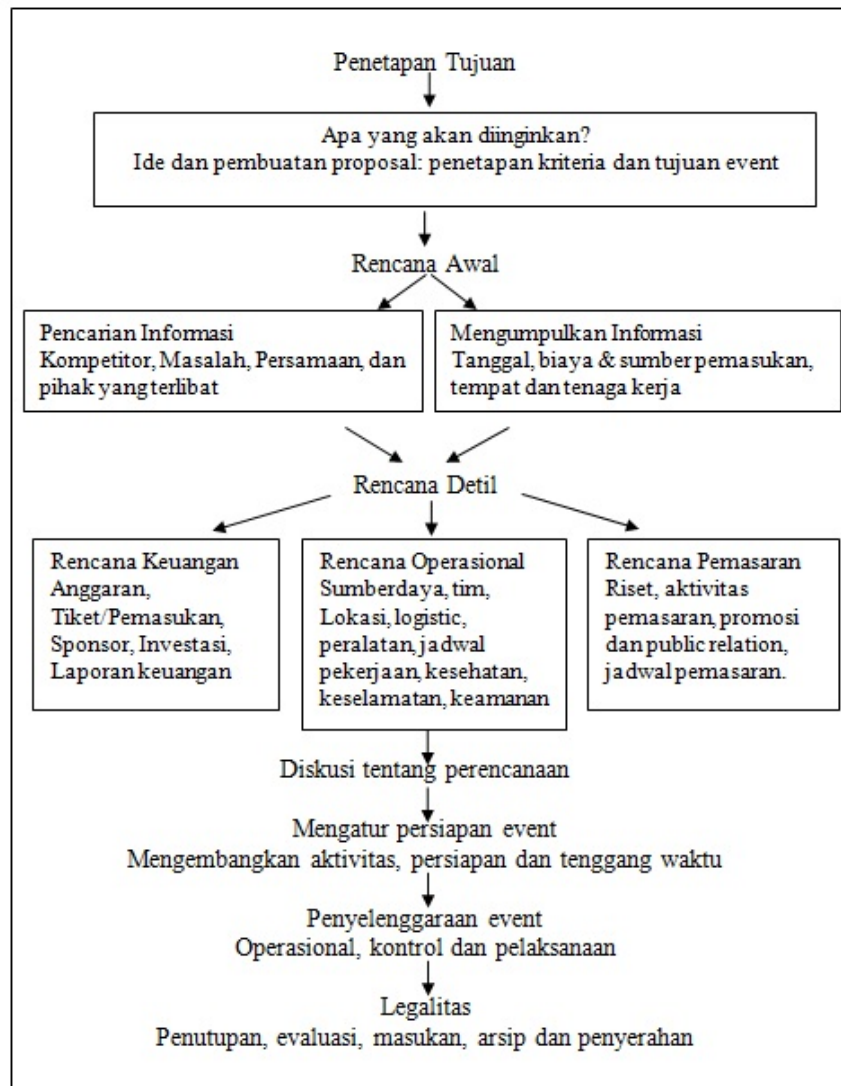 Penetapan Tujuan
Apa yang akan diinginkan?
Ide dan pembuatan proposal: penetapan kriteria dan tujuan event
Rencana Awal
Pencarian Informasi
Kompetitor, Masalah, Persamaan, dan
pihak yang terlibat
Mengumpulkan Informasi
Tanggal, biaya & sumber pemasukan,
tempat dan tenaga kerja
Rencana Detil
Rencana Keuangan
Anggaran,
Tiket/Pemasukan,
Sponsor, Investasi,
Laporan keuangan
Rencana Operasional
Sumberdaya, tim,
Lokasi, logistic,
peralatan, jadwal
pekerjaan, kesehatan,
keselamatan, keamanan
Rencana Pemasaran
Riset, aktivitas
pemasaran, promosi
dan public relation,
jadwal pemasaran.
Diskusi tentang perencanaan
Mengatur persiapan event
Mengembangkan aktivitas, persiapan dan tenggang waktu
Penyelenggaraan event
Operasional, kontrol dan pelaksanaan
Legalitas
Penutupan, evaluasi, masukan, arsip dan penyerahan